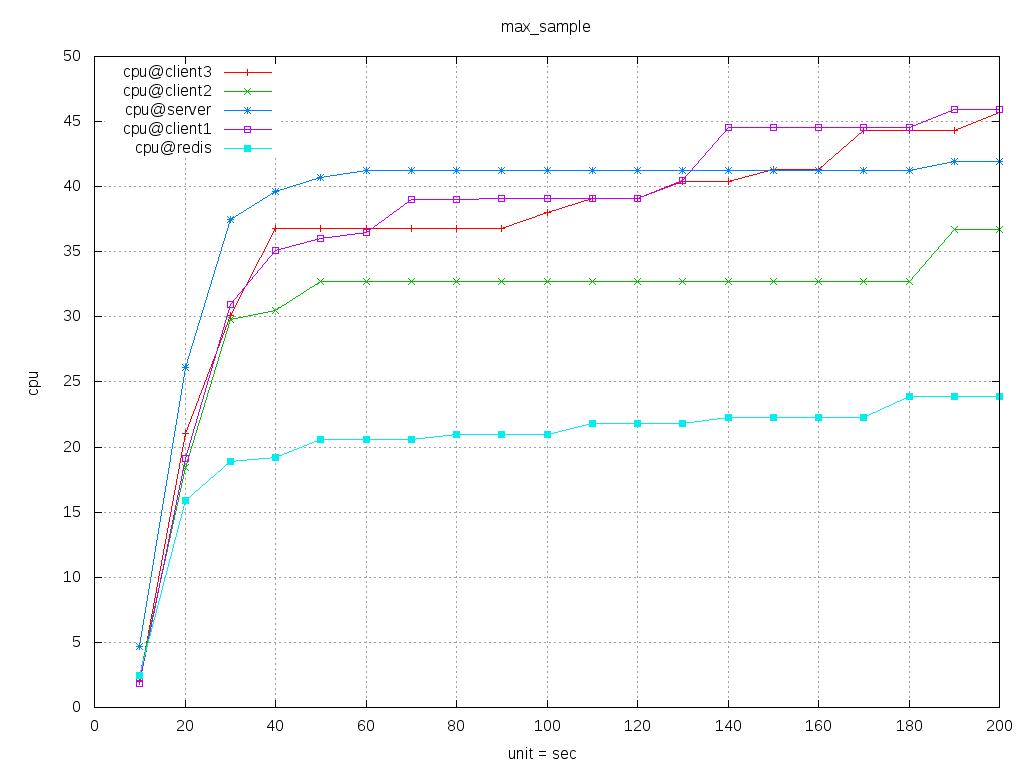 max_sample
50
45
40
35
30
25
20
15
10
5
0
cpu@client3
cpu@client2
cpu@server
cpu@client1
cpu@redis
cpu
0 20 40 60 80 100 120 140 160 180 200
unit = sec